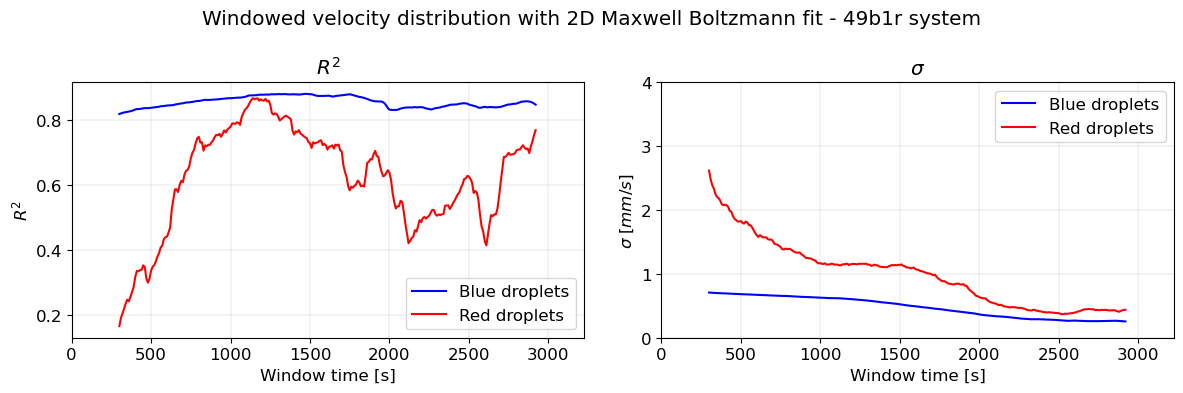 Windowed velocity distribution with 2D Maxwell Boltzmann fit - 49b1r system
R²
R²
0.8
0.6
0.4
0.2
0 500 1000 1500 2000 2500 3000
Window time [s]
Blue droplets
Red droplets
σ
σ [mm/s]
4
3
2
1
0
0 500 1000 1500 2000 2500 3000
Window time [s]
Blue droplets
Red droplets